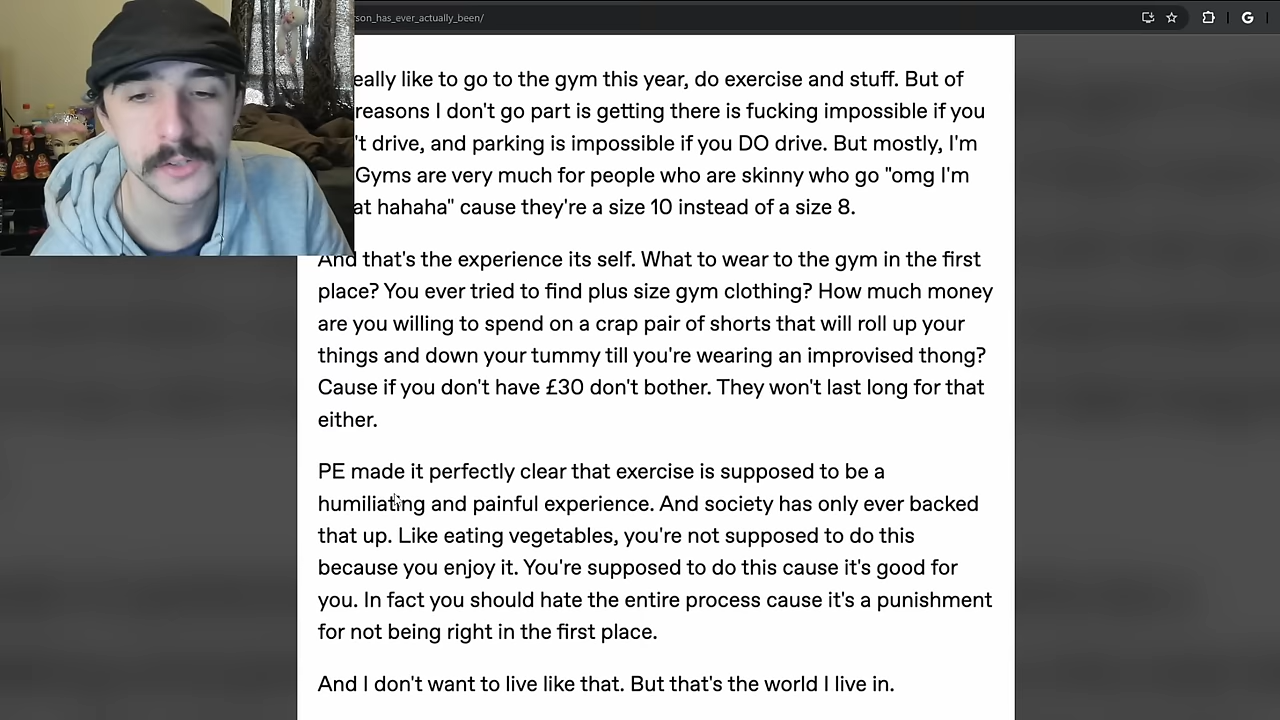 rson_has_ever_actually_been/
eally like to go to the gym this year, do exercise and stuff. But of
reasons I don't go part is getting there is fucking impossible if you
't drive, and parking is impossible if you DO drive. But mostly, I'm
Gyms are very much for people who are skinny who go "omg I'm
at hahaha" cause they're a size 10 instead of a size 8.
And that's the experience its self. What to wear to the gym in the first
place? You ever tried to find plus size gym clothing? How much money
are you willing to spend on a crap pair of shorts that will roll up your
things and down your tummy till you're wearing an improvised thong?
Cause if you don't have £30 don't bother. They won't last long for that
either.
PE made it perfectly clear that exercise is supposed to be a
humiliating and painful experience. And society has only ever backed
that up. Like eating vegetables, you're not supposed to do this
because you enjoy it. You're supposed to do this cause it's good for
you. In fact you should hate the entire process cause it's a punishment
for not being right in the first place.
And I don't want to live like that. But that's the world I live in.